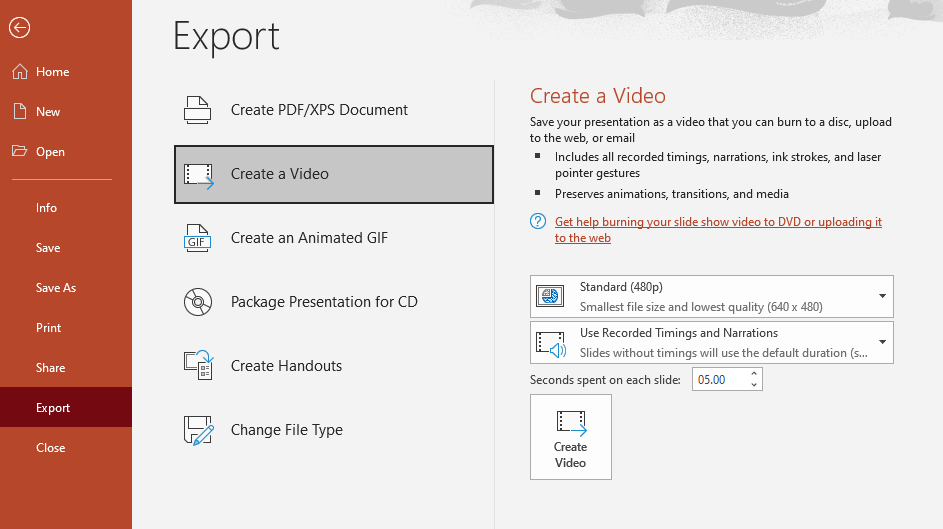 Export
Home
New
Open
Info
Save
Save As
Print
Share
Export
Close
Create PDF/XPS Document
Create a Video
Create an Animated GIF
GIF
Package Presentation for CD
Create Handouts
Change File Type
Create a Video
Save your presentation as a video that you can burn to a disc, upload
to the web, or email
Includes all recorded timings, narrations, ink strokes, and laser
pointer gestures
Preserves animations, transitions, and media
Get help burning your slide show video to DVD or uploading it
to the web
Standard (480p)
Smallest file size and lowest quality (640 x 480)
Use Recorded Timings and Narrations
Slides without timings will use the default duration (s...
Seconds spent on each slide: 05.00
Create
Video